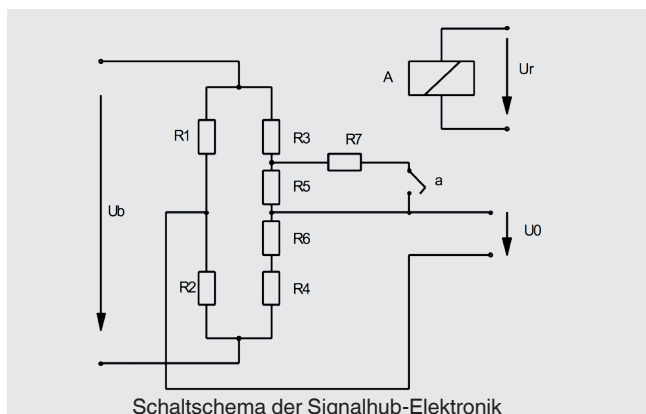 A
Ur
R1
R3
R7
R5
a
Ub
R6
U0
R2
R4
Schaltschema der Signalhub-Elektronik